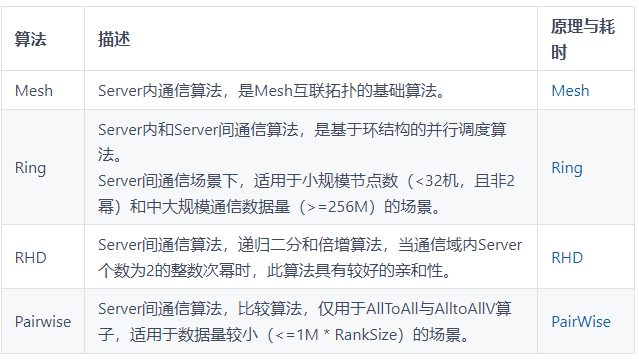 算法 描述 原理与耗
时
Mesh Server内通信算法，是Mesh互联拓扑的基础算法。 Mesh
Server内和Server间通信算法，是基于环结构的并行调度算
法。
Ring Server间通信场景下，适用于小规模节点数（<32机，且非2 Ring
幂）和中大规模通信数据量（>=256M）的场景。
RHD Server间通信算法，递归二分和倍增算法，当通信域内Server RHD
个数为2的整数次幂时，此算法具有较好的亲和性。
Pairwise Server间通信算法，比较算法，仅用于AllToAll与AlltoAllV算 PairWise
子，适用于数据量较小（<=1M * RankSize）的场景。